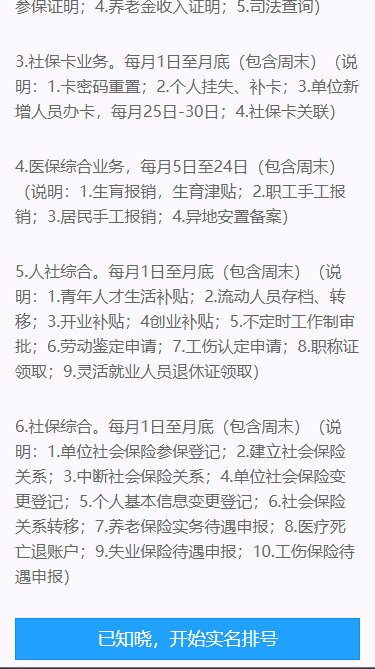 参保证明；4.养老金收入证明；5.司法查询）
3.社保卡业务。每月1日至月底（包含周末）（说
明：1.卡密码重置；2.个人挂失、补卡；3.单位新
增人员办卡，每月25日-30日；4.社保卡关联）
4.医保综合业务，每月5日至24日（包含周末）
（说明：1.生育报销，生育津贴；2.职工手工报
销；3.居民手工报销；4.异地安置备案）
5.人社综合。每月1日至月底（包含周末）（说
明：1.青年人才生活补贴；2.流动人员存档、转
移；3.开业补贴；4创业补贴；5.不定时工作制审
批；6.劳动鉴定申请；7.工伤认定申请；8.职称证
领取；9.灵活就业人员退休证领取）
6.社保综合。每月1日至月底（包含周末）（说
明：1.单位社会保险参保登记；2.建立社会保险
关系；3.中断社会保险关系；4.单位社会保险变
更登记；5.个人基本信息变更登记；6.社会保险
关系转移；7.养老保险实务待遇申报；8.医疗死
亡退账户；9.失业保险待遇申报；10.工伤保险待
遇申报）
已知晓，开始实名排号